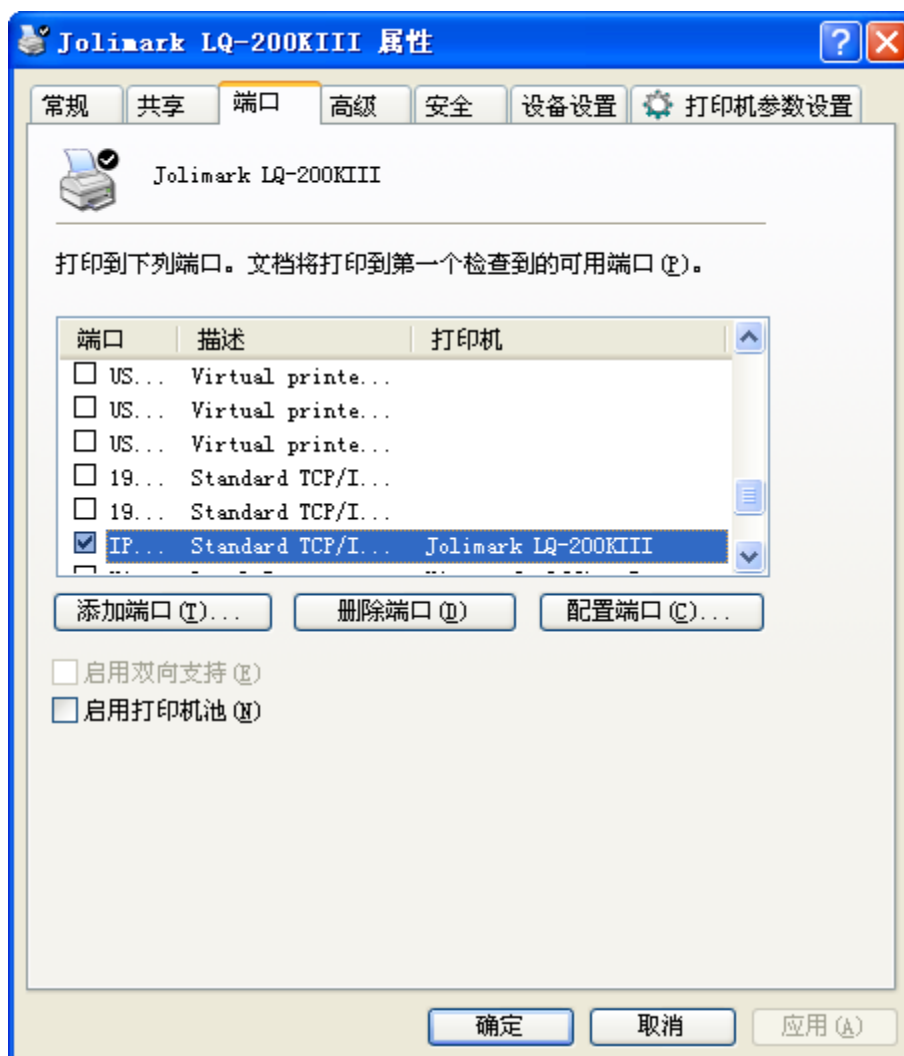 Jolimark LQ-200KIII 属性
常规 共享 端口 高级 安全 设备设置 打印机参数设置
Jolimark LQ-200KIII
打印到下列端口。文档将打印到第一个检查到的可用端口(P)。
端口 描述 打印机
US... Virtual printe...
US... Virtual printe...
US... Virtual printe...
19... Standard TCP/I...
19... Standard TCP/I...
IP... Standard TCP/I... Jolimark LQ-200KIII
添加端口(T)... 删除端口(D) 配置端口(C)...
启用双向支持(E)
启用打印机池(N)
确定 取消 应用(A)